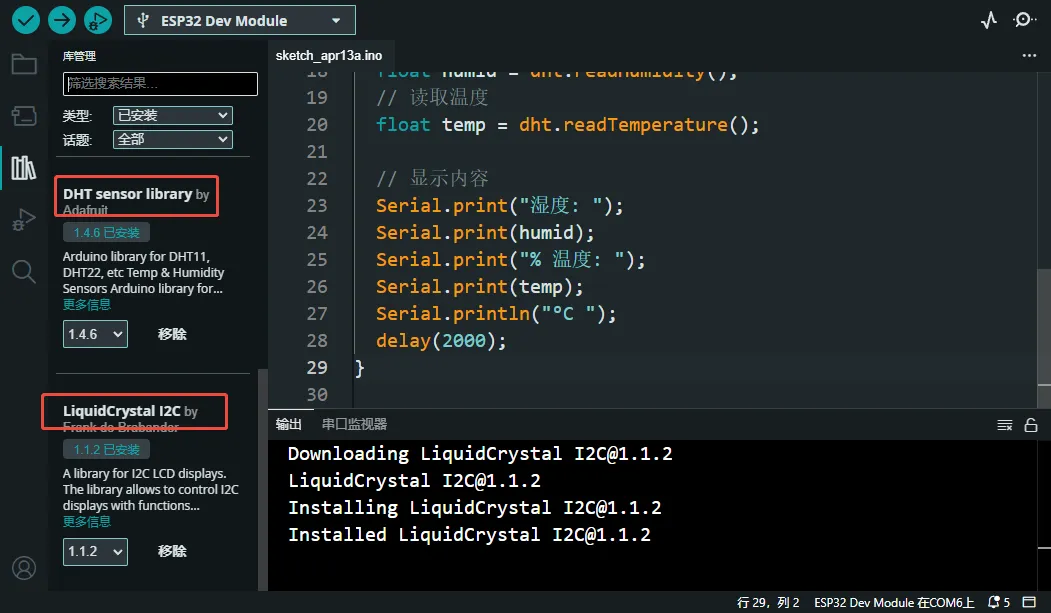 ESP32 Dev Module
库管理
筛选搜索结果...
类型:
已安装
话题:
全部
DHT sensor library by
Adafruit
1.4.6 已安装
Arduino library for DHT11,
DHT22, etc Temp & Humidity
Sensors Arduino library for...
更多信息
1.4.6
移除
LiquidCrystal I2C by
Frank de Brabander
1.1.2 已安装
A library for I2C LCD displays.
The library allows to control I2C
displays with functions...
更多信息
1.1.2
移除
sketch_apr13a.ino
18 float humid = dht.readHumidity();
19 // 读取温度
20 float temp = dht.readTemperature();
21
22 // 显示内容
23 Serial.print("湿度: ");
24 Serial.print(humid);
25 Serial.print("% 温度: ");
26 Serial.print(temp);
27 Serial.println("°C ");
28 delay(2000);
29 }
30
输出 串口监视器
Downloading LiquidCrystal I2C@1.1.2
LiquidCrystal I2C@1.1.2
Installing LiquidCrystal I2C@1.1.2
Installed LiquidCrystal I2C@1.1.2
行 29，列 2 ESP32 Dev Module 在COM6上 5